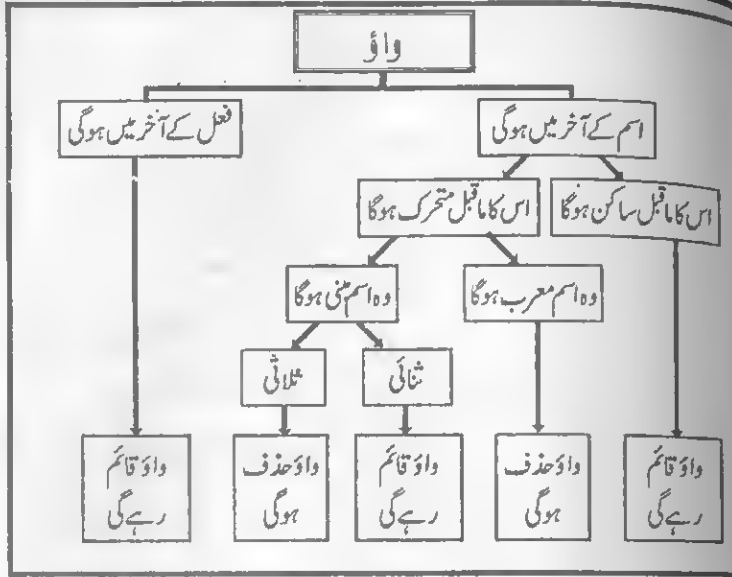 واؤ
اسم کے آخر میں ہوگی
فعل کے آخر میں ہوگی
اس کا ماقبل ساکن ہوگا
اس کا ماقبل متحرک ہوگا
وہ اسم معرب ہوگا
وہ اسم مبنی ہوگا
ثنائی
ثلاثی
واؤ قائم
رہے گی
واؤ حذف
ہوگی
واؤ قائم
رہے گی
واؤ حذف
ہوگی
واؤ قائم
رہے گی